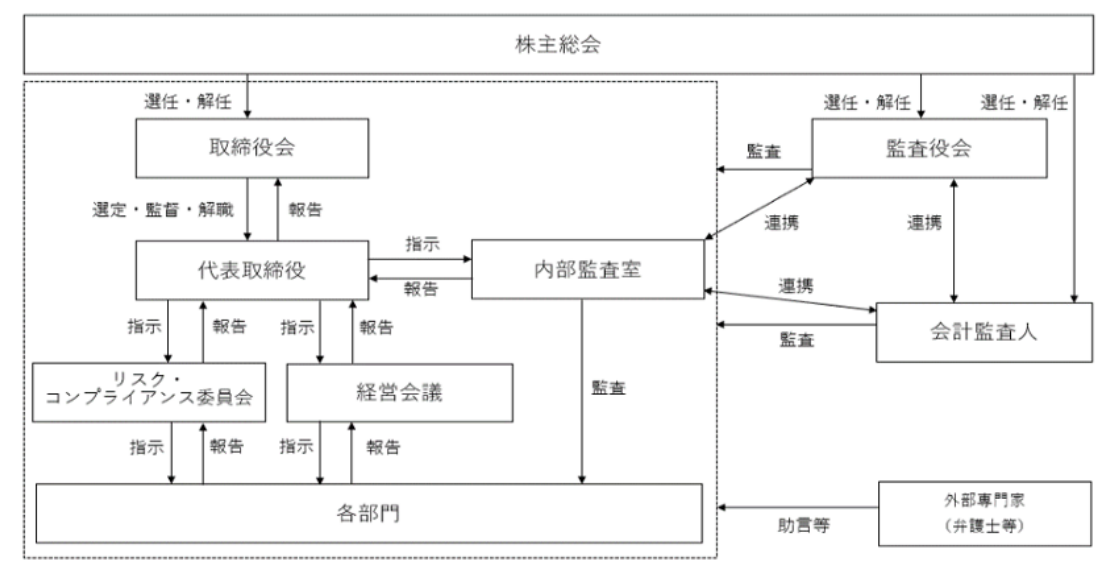 株主総会
選任・解任
選任・解任
選任・解任
取締役会
監査役会
監査
選定・監督・解職
報告
連携
連携
代表取締役
指示
報告
内部監査室
連携
会計監査人
監査
指示
報告
指示
報告
リスク・
コンプライアンス委員会
経営会議
監査
指示
報告
指示
報告
各部門
助言等
外部専門家
（弁護士等）